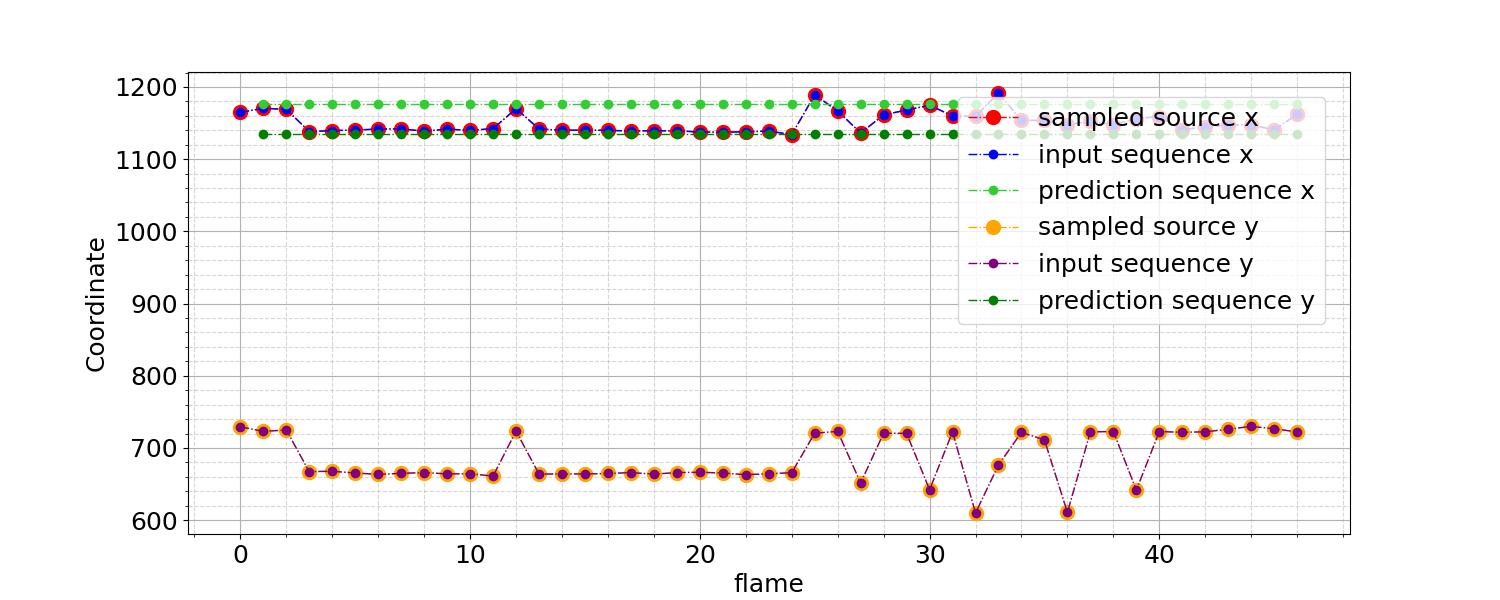 1200
1100
1000
900
800
700
600
Coordinate
0
10
20
30
40
flame
sampled source x
input sequence x
prediction sequence x
sampled source y
input sequence y
prediction sequence y